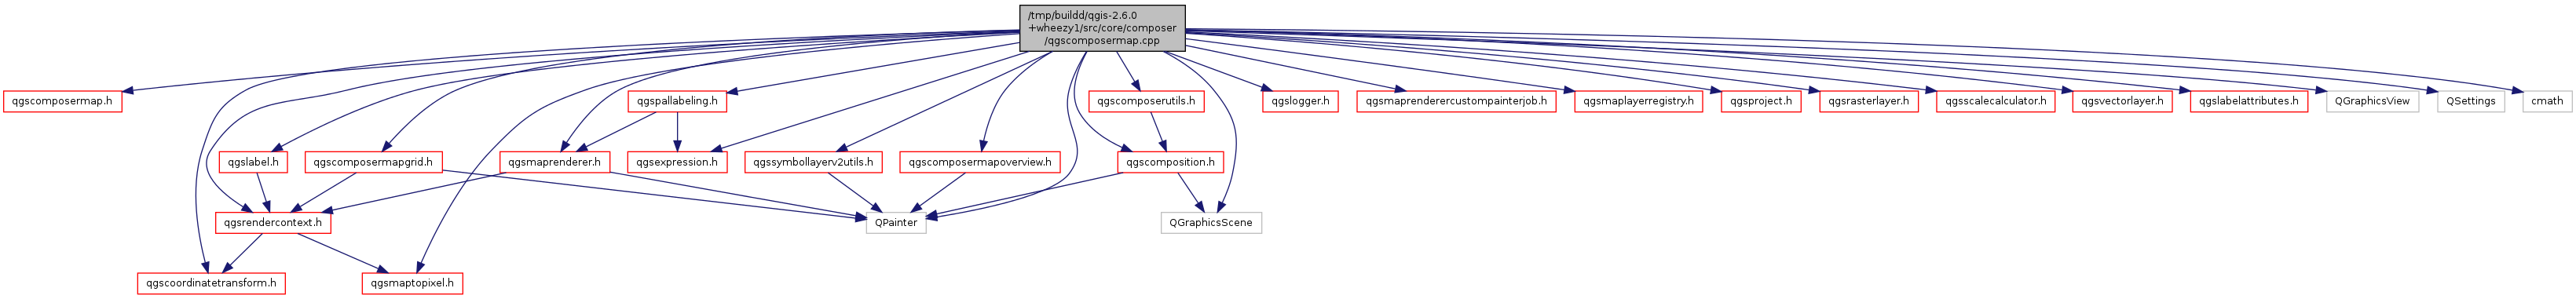 /tmp/buildd/qgis-2.6.0
+wheezy1/src/core/composer
/qgscomposermap.cpp
qgscomposermap.h
qgspallabeling.h
qgscomposerutils.h
qgslogger.h
qgsmaprenderercustompainterjob.h
qgsmaplayerregistry.h
qgsproject.h
qgsrasterlayer.h
qgsscalecalculator.h
qgsvectorlayer.h
qgslabelattributes.h
QGraphicsView
QSettings
cmath
qgslabel.h
qgscomposermapgrid.h
qgsmaprenderer.h
qgsexpression.h
qgssymbollayerv2utils.h
qgscomposermapoverview.h
qgscomposition.h
qgsrendercontext.h
QPainter
QGraphicsScene
qgscoordinatetransform.h
qgsmaptopixel.h